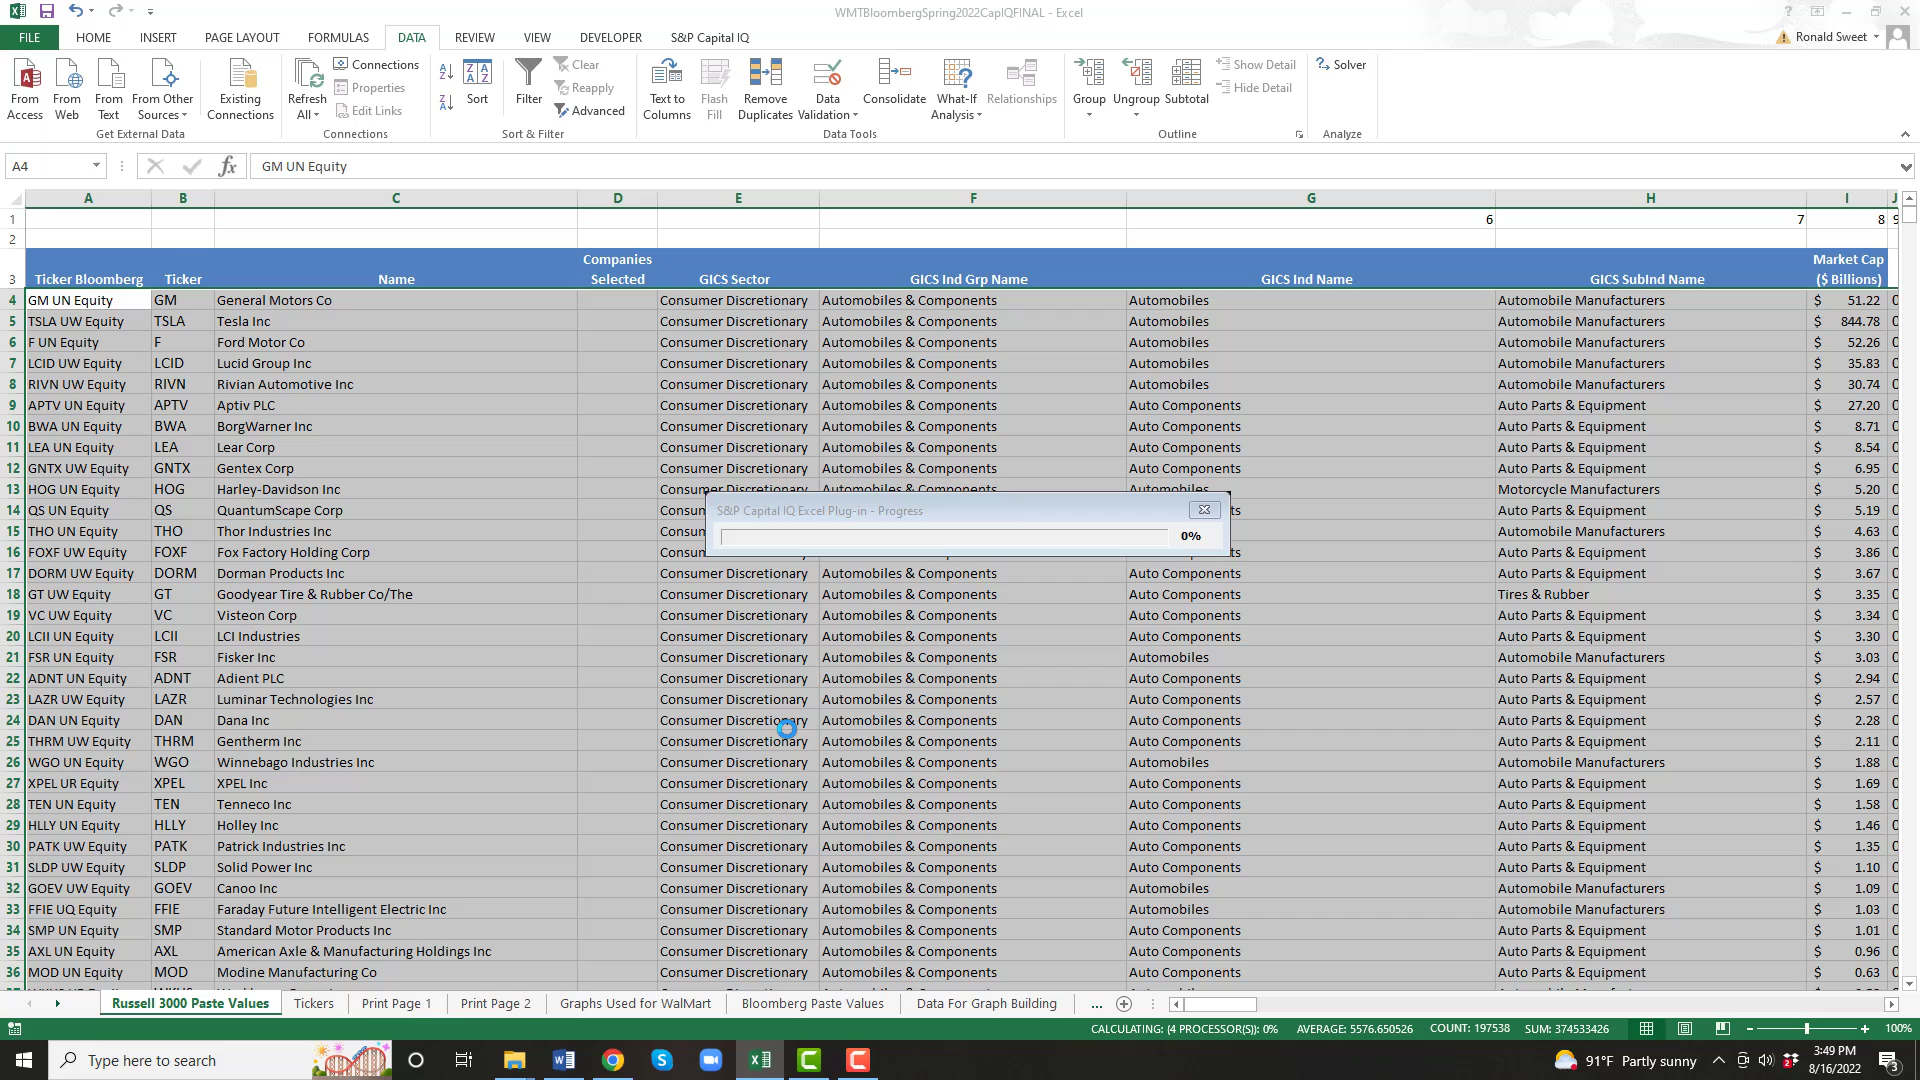 WMTBloombergSpring2022CapIQFINAL - Excel
FILE HOME INSERT PAGE LAYOUT FORMULAS DATA REVIEW VIEW DEVELOPER S&P Capital IQ Ronald Sweet
From Access From Web From Text From Other Sources Existing Connections Refresh All Connections Properties Edit Links Sort Filter Clear Reapply Advanced Text to Columns Flash Fill Remove Duplicates Data Validation Consolidate What-If Analysis Relationships Group Ungroup Subtotal Show Detail Hide Detail Solver
Get External Data Connections Sort & Filter Data Tools Outline Analyze
A4 fx GM UN Equity
A B C D E F G H I J
1 6 7 8 9
2
3 Ticker Bloomberg Ticker Name Companies Selected GICS Sector GICS Ind Grp Name GICS Ind Name GICS SubInd Name Market Cap ($ Billions)
4 GM UN Equity GM General Motors Co Consumer Discretionary Automobiles & Components Automobiles Automobile Manufacturers $ 51.22
5 TSLA UW Equity TSLA Tesla Inc Consumer Discretionary Automobiles & Components Automobiles Automobile Manufacturers $ 844.78
6 F UN Equity F Ford Motor Co Consumer Discretionary Automobiles & Components Automobiles Automobile Manufacturers $ 52.26
7 LCID UW Equity LCID Lucid Group Inc Consumer Discretionary Automobiles & Components Automobiles Automobile Manufacturers $ 35.83
8 RIVN UW Equity RIVN Rivian Automotive Inc Consumer Discretionary Automobiles & Components Automobiles Automobile Manufacturers $ 30.74
9 APTV UN Equity APTV Aptiv PLC Consumer Discretionary Automobiles & Components Auto Components Auto Parts & Equipment $ 27.20
10 BWA UN Equity BWA BorgWarner Inc Consumer Discretionary Automobiles & Components Auto Components Auto Parts & Equipment $ 8.71
11 LEA UN Equity LEA Lear Corp Consumer Discretionary Automobiles & Components Auto Components Auto Parts & Equipment $ 8.54
12 GNTX UW Equity GNTX Gentex Corp Consumer Discretionary Automobiles & Components Auto Components Auto Parts & Equipment $ 6.95
13 HOG UN Equity HOG Harley-Davidson Inc Consumer Discretionary Automobiles & Components Automobiles Motorcycle Manufacturers $ 5.20
14 QS UN Equity QS QuantumScape Corp Auto Parts & Equipment $ 5.19
S&P Capital IQ Excel Plug-in - Progress
0%
15 THO UN Equity THO Thor Industries Inc Automobile Manufacturers $ 4.63
16 FOXF UW Equity FOXF Fox Factory Holding Corp Auto Parts & Equipment $ 3.86
17 DORM UW Equity DORM Dorman Products Inc Consumer Discretionary Automobiles & Components Auto Components Auto Parts & Equipment $ 3.67
18 GT UW Equity GT Goodyear Tire & Rubber Co/The Consumer Discretionary Automobiles & Components Auto Components Tires & Rubber $ 3.35
19 VC UW Equity VC Visteon Corp Consumer Discretionary Automobiles & Components Auto Components Auto Parts & Equipment $ 3.34
20 LCII UN Equity LCII LCI Industries Consumer Discretionary Automobiles & Components Auto Components Auto Parts & Equipment $ 3.30
21 FSR UN Equity FSR Fisker Inc Consumer Discretionary Automobiles & Components Automobiles Automobile Manufacturers $ 3.03
22 ADNT UN Equity ADNT Adient PLC Consumer Discretionary Automobiles & Components Auto Components Auto Parts & Equipment $ 2.94
23 LAZR UW Equity LAZR Luminar Technologies Inc Consumer Discretionary Automobiles & Components Auto Components Auto Parts & Equipment $ 2.57
24 DAN UN Equity DAN Dana Inc Consumer Discretionary Automobiles & Components Auto Components Auto Parts & Equipment $ 2.28
25 THRM UW Equity THRM Gentherm Inc Consumer Discretionary Automobiles & Components Auto Components Auto Parts & Equipment $ 2.11
26 WGO UN Equity WGO Winnebago Industries Inc Consumer Discretionary Automobiles & Components Automobiles Automobile Manufacturers $ 1.88
27 XPEL UR Equity XPEL XPEL Inc Consumer Discretionary Automobiles & Components Auto Components Auto Parts & Equipment $ 1.69
28 TEN UN Equity TEN Tenneco Inc Consumer Discretionary Automobiles & Components Auto Components Auto Parts & Equipment $ 1.58
29 HLLY UN Equity HLLY Holley Inc Consumer Discretionary Automobiles & Components Auto Components Auto Parts & Equipment $ 1.46
30 PATK UW Equity PATK Patrick Industries Inc Consumer Discretionary Automobiles & Components Auto Components Auto Parts & Equipment $ 1.35
31 SLDP UW Equity SLDP Solid Power Inc Consumer Discretionary Automobiles & Components Auto Components Auto Parts & Equipment $ 1.10
32 GOEV UW Equity GOEV Canoo Inc Consumer Discretionary Automobiles & Components Automobiles Automobile Manufacturers $ 1.09
33 FFIE UQ Equity FFIE Faraday Future Intelligent Electric Inc Consumer Discretionary Automobiles & Components Automobiles Automobile Manufacturers $ 1.03
34 SMP UN Equity SMP Standard Motor Products Inc Consumer Discretionary Automobiles & Components Auto Components Auto Parts & Equipment $ 1.01
35 AXL UN Equity AXL American Axle & Manufacturing Holdings Inc Consumer Discretionary Automobiles & Components Auto Components Auto Parts & Equipment $ 0.96
36 MOD UN Equity MOD Modine Manufacturing Co Consumer Discretionary Automobiles & Components Auto Components Auto Parts & Equipment $ 0.63
Russell 3000 Paste Values Tickers Print Page 1 Print Page 2 Graphs Used for WalMart Bloomberg Paste Values Data For Graph Building ...
CALCULATING: (4 PROCESSOR(S)): 0% AVERAGE: 5576.650526 COUNT: 197538 SUM: 374533426 100%
Type here to search 91°F Partly sunny 3:49 PM
8/16/2022 3